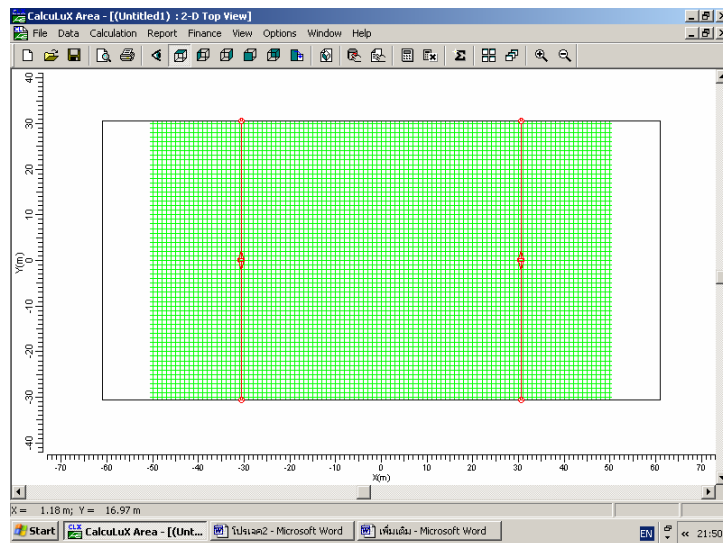 CalcuLuX Area - [(Untitled1) : 2-D Top View]
File Data Calculation Report Finance View Options Window Help
40
30
20
10
0
-10
-20
-30
-40
Y(m)
-70 -60 -50 -40 -30 -20 -10 0 10 20 30 40 50 60 70
X(m)
X = 1.18 m; Y = 16.97 m
Start CalcuLuX Area - [(Unt... โปรเจค2 - Microsoft Word เพิ่มเติม - Microsoft Word EN « 21:50